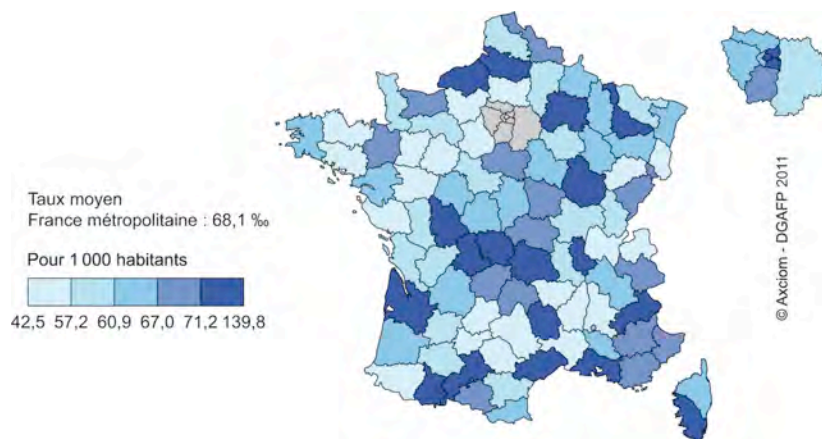 Taux moyen
France métropolitaine : 68,1 ‰
Pour 1 000 habitants
42,5 57,2 60,9 67,0 71,2 139,8
© Axciom - DGAFP 2011